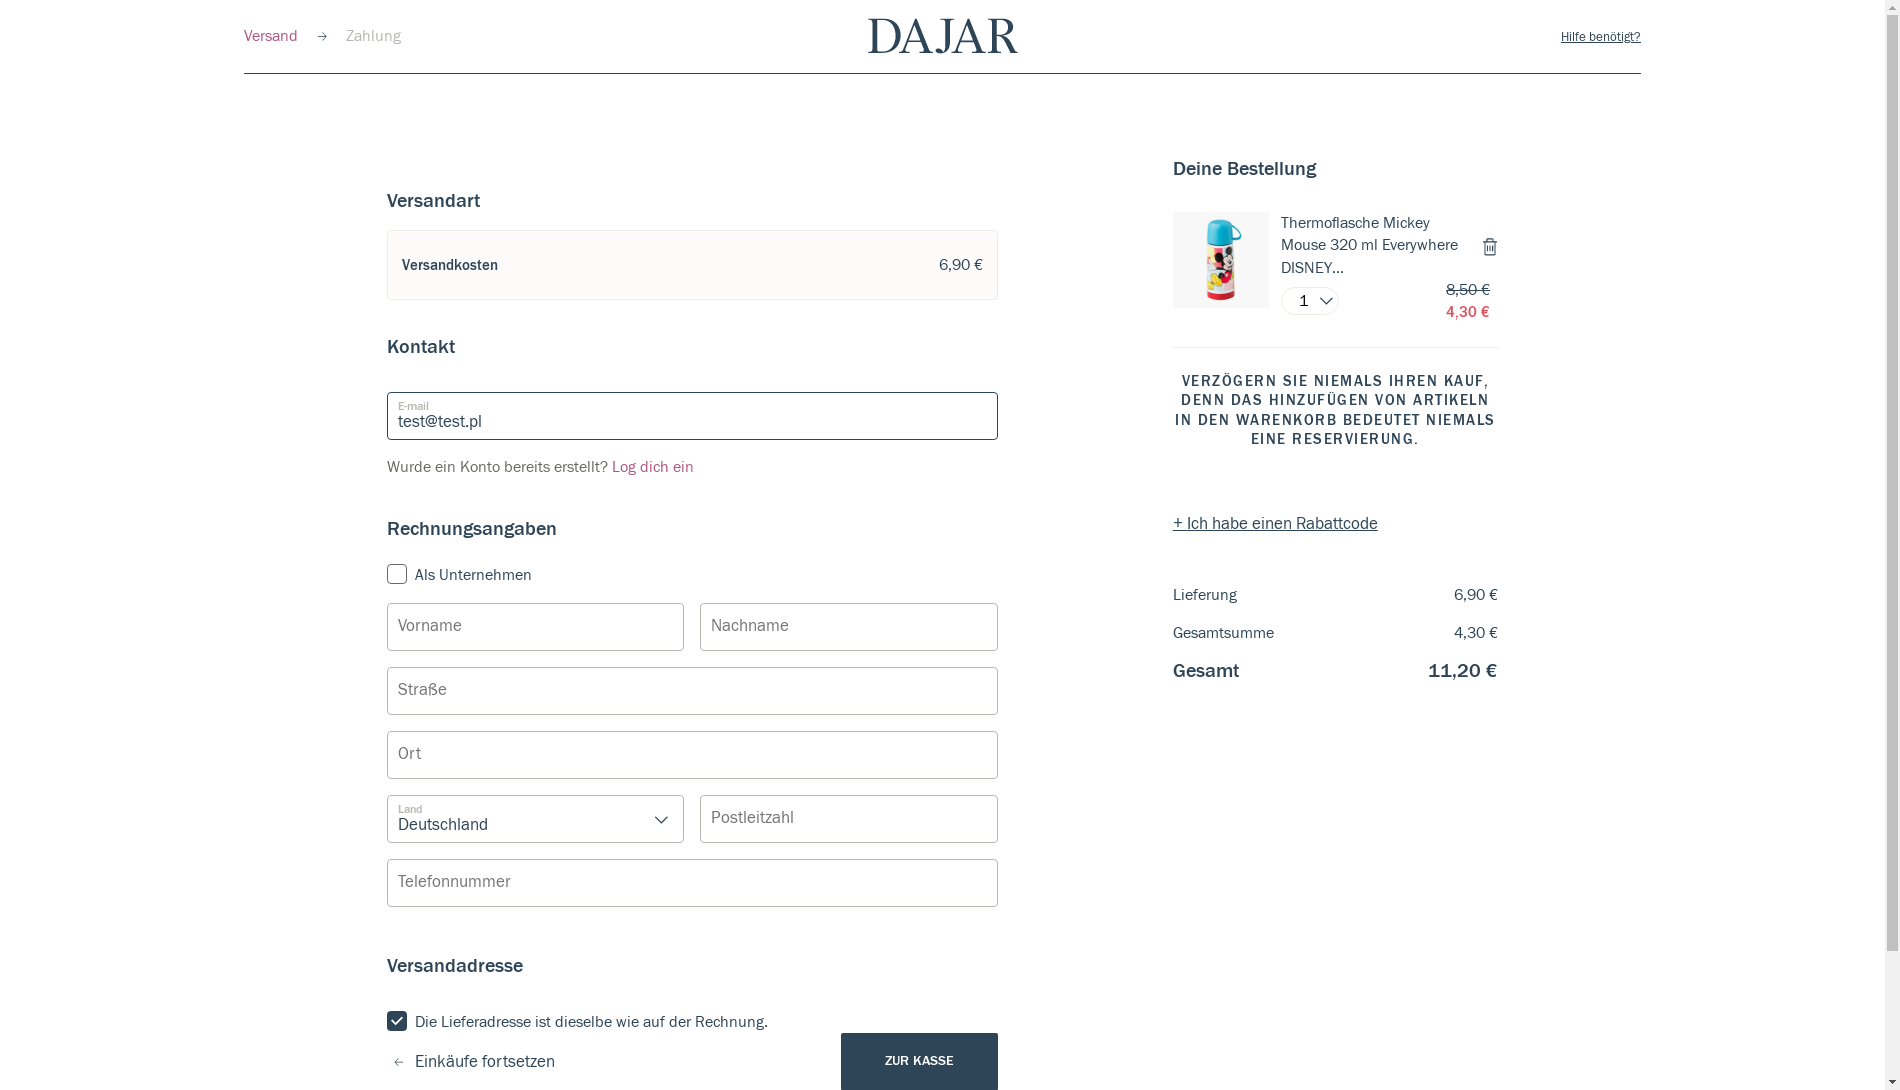 Versand
Zahlung
DAJAR
Hilfe benötigt?
Versandart
Versandkosten
6,90 €
Kontakt
E-mail
test@test.pl
Wurde ein Konto bereits erstellt? Log dich ein
Rechnungsangaben
Als Unternehmen
Vorname
Nachname
Straße
Ort
Land
Deutschland
Postleitzahl
Telefonnummer
Versandadresse
Die Lieferadresse ist dieselbe wie auf der Rechnung.
Einkäufe fortsetzen
ZUR KASSE
Deine Bestellung
Thermoflasche Mickey
Mouse 320 ml Everywhere
DISNEY...
1
8,50 €
4,30 €
VERZÖGERN SIE NIEMALS IHREN KAUF,
DENN DAS HINZUFÜGEN VON ARTIKELN
IN DEN WARENKORB BEDEUTET NIEMALS
EINE RESERVIERUNG.
+ Ich habe einen Rabattcode
Lieferung
6,90 €
Gesamtsumme
4,30 €
Gesamt
11,20 €